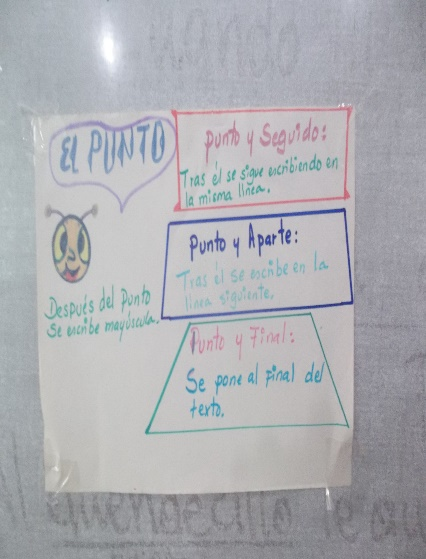 EL PUNTO
Punto y Seguido:
Tras él se sigue escribiendo en
la misma línea.
Punto y Aparte:
Tras él se escribe en la
línea siguiente.
Después del Punto
Se escribe mayúscula.
Punto y Final:
Se pone al Final del
texto.